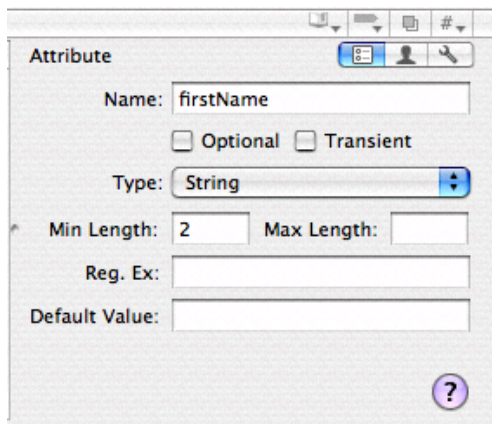 #
Attribute
Name: firstName
Optional Transient
Type: String
Min Length: 2 Max Length:
Reg. Ex:
Default Value:
?